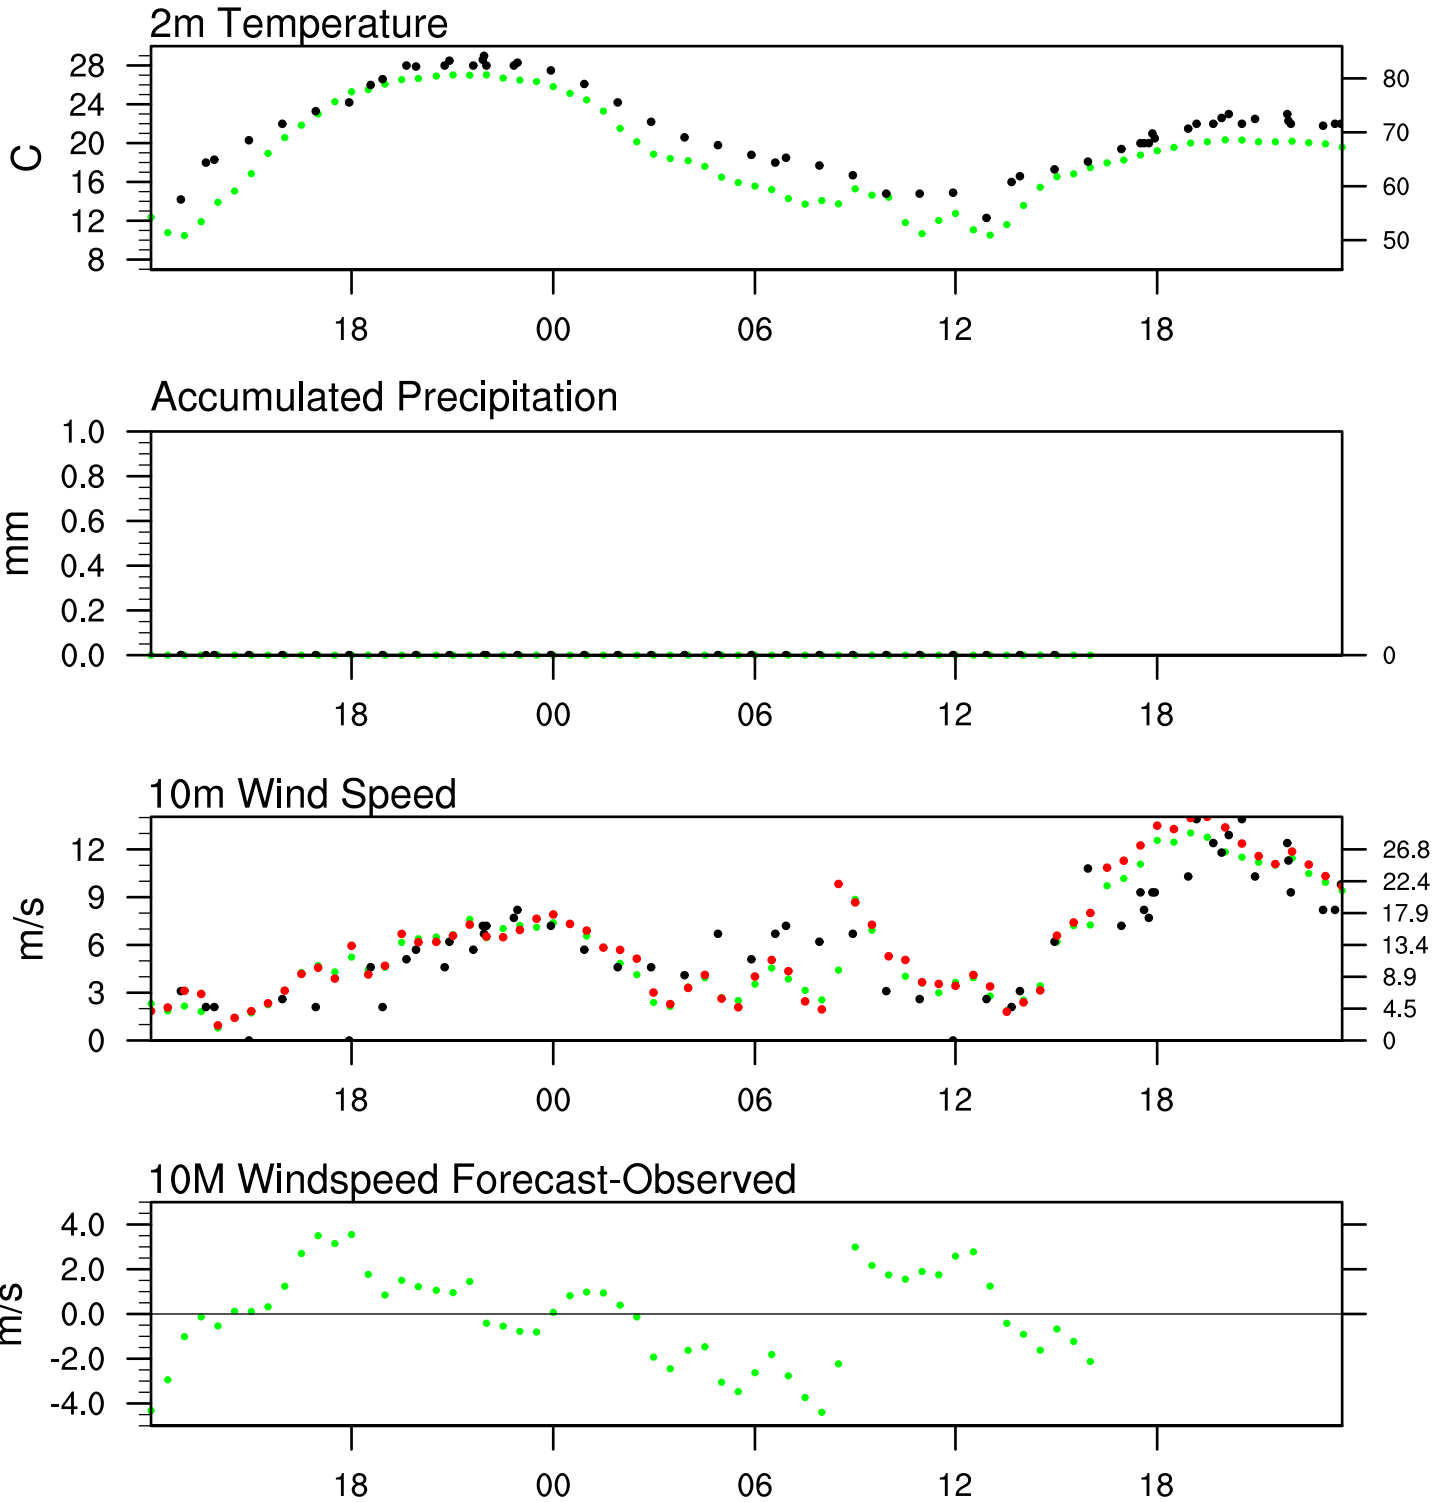 2m Temperature
28
24
20
16
12
8
C
80
70
60
50
18 00 06 12 18
Accumulated Precipitation
1.0
0.8
0.6
0.4
0.2
0.0
mm
0
18 00 06 12 18
10m Wind Speed
12
9
6
3
0
m/s
26.8
22.4
17.9
13.4
8.9
4.5
0
18 00 06 12 18
10M Windspeed Forecast-Observed
4.0
2.0
0.0
-2.0
-4.0
m/s
18 00 06 12 18